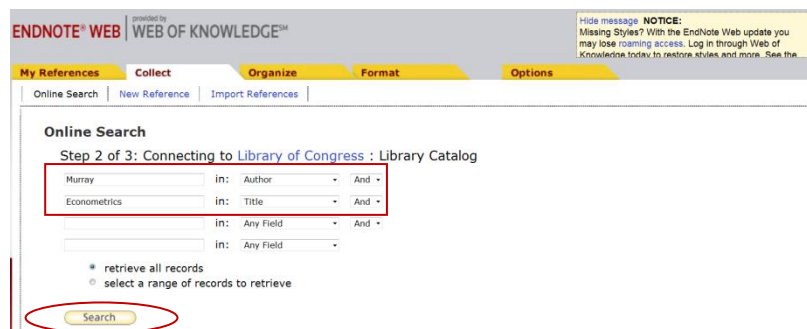 ENDNOTE® WEB provided by WEB OF KNOWLEDGE℠
Hide message NOTICE:
Missing Styles? With the EndNote Web update you
may lose roaming access. Log in through Web of
Knowledge today to restore styles and more. See the
My References Collect Organize Format Options
Online Search New Reference Import References
Online Search
Step 2 of 3: Connecting to Library of Congress : Library Catalog
Murray in: Author And
Econometrics in: Title And
in: Any Field And
in: Any Field
retrieve all records
select a range of records to retrieve
Search